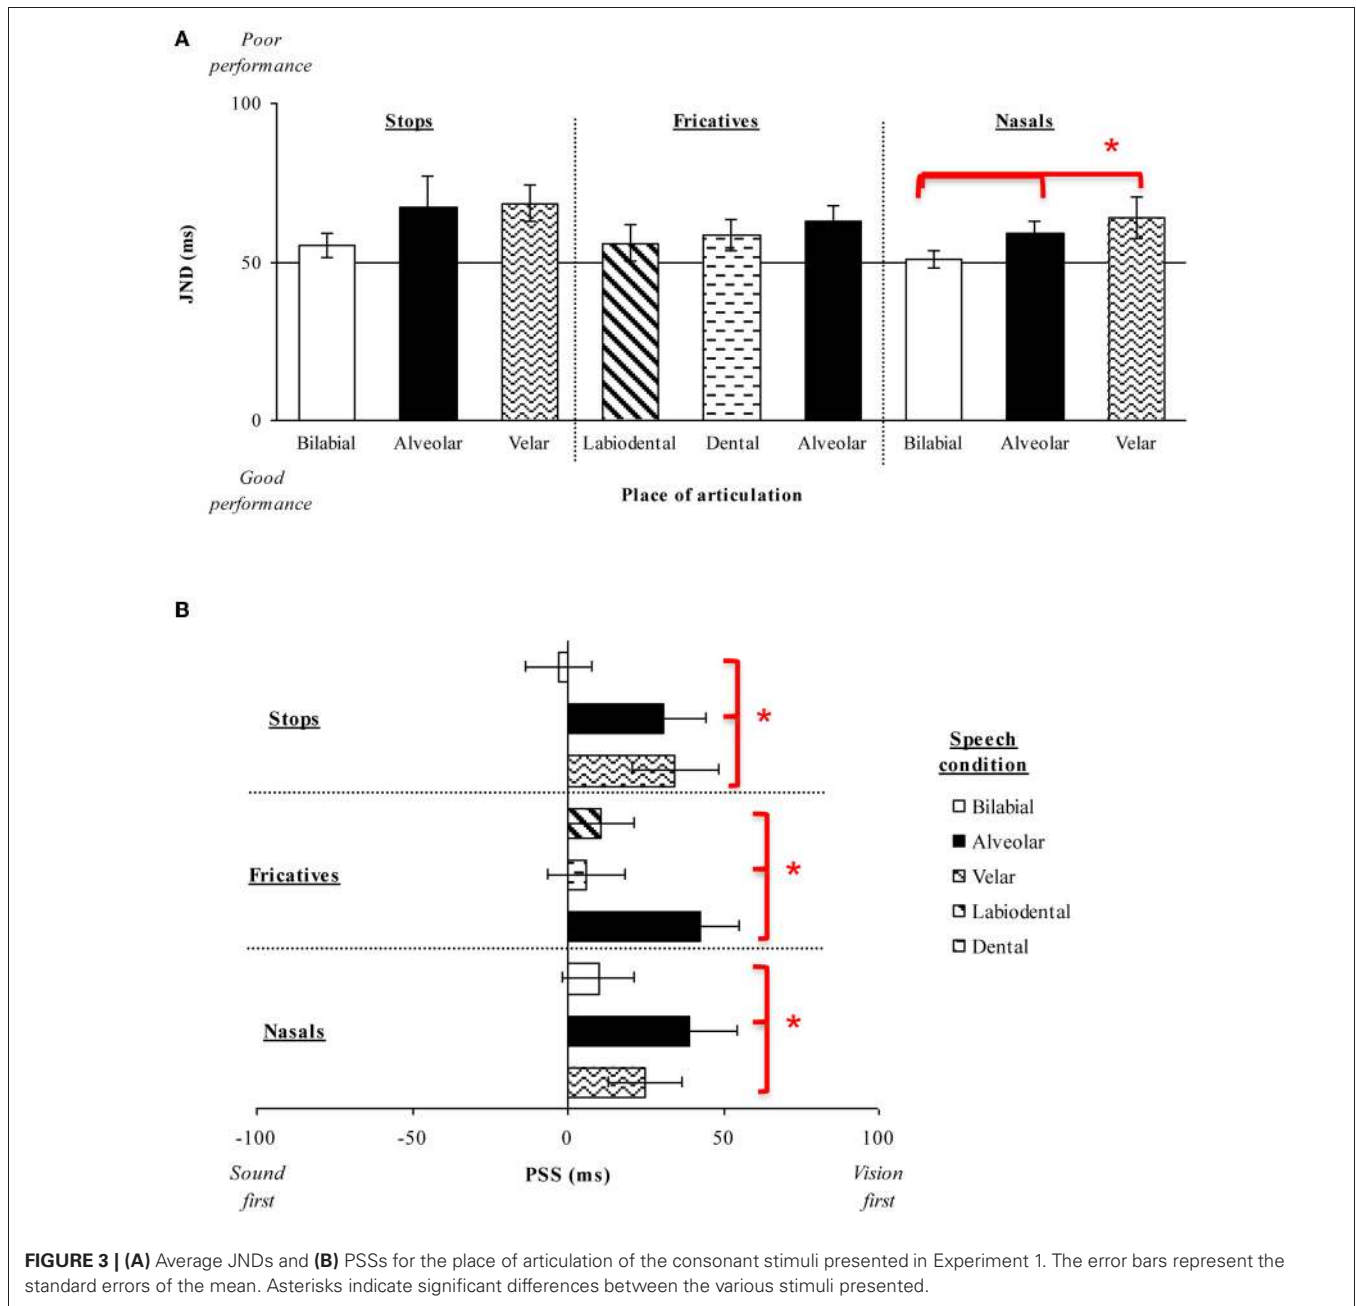 A
Poor
performance
100
Stops
Fricatives
Nasals
*
JND (ms)
50
0
Bilabial
Alveolar
Velar
Labiodental
Dental
Alveolar
Bilabial
Alveolar
Velar
Good
performance
Place of articulation
B
Stops
*
Speech
condition
Bilabial
Alveolar
Velar
Labiodental
Dental
Fricatives
*
Nasals
*
-100
-50
0
50
100
Sound
first
PSS (ms)
Vision
first
FIGURE 3 | (A) Average JNDs and (B) PSSs for the place of articulation of the consonant stimuli presented in Experiment 1. The error bars represent the
standard errors of the mean. Asterisks indicate significant differences between the various stimuli presented.